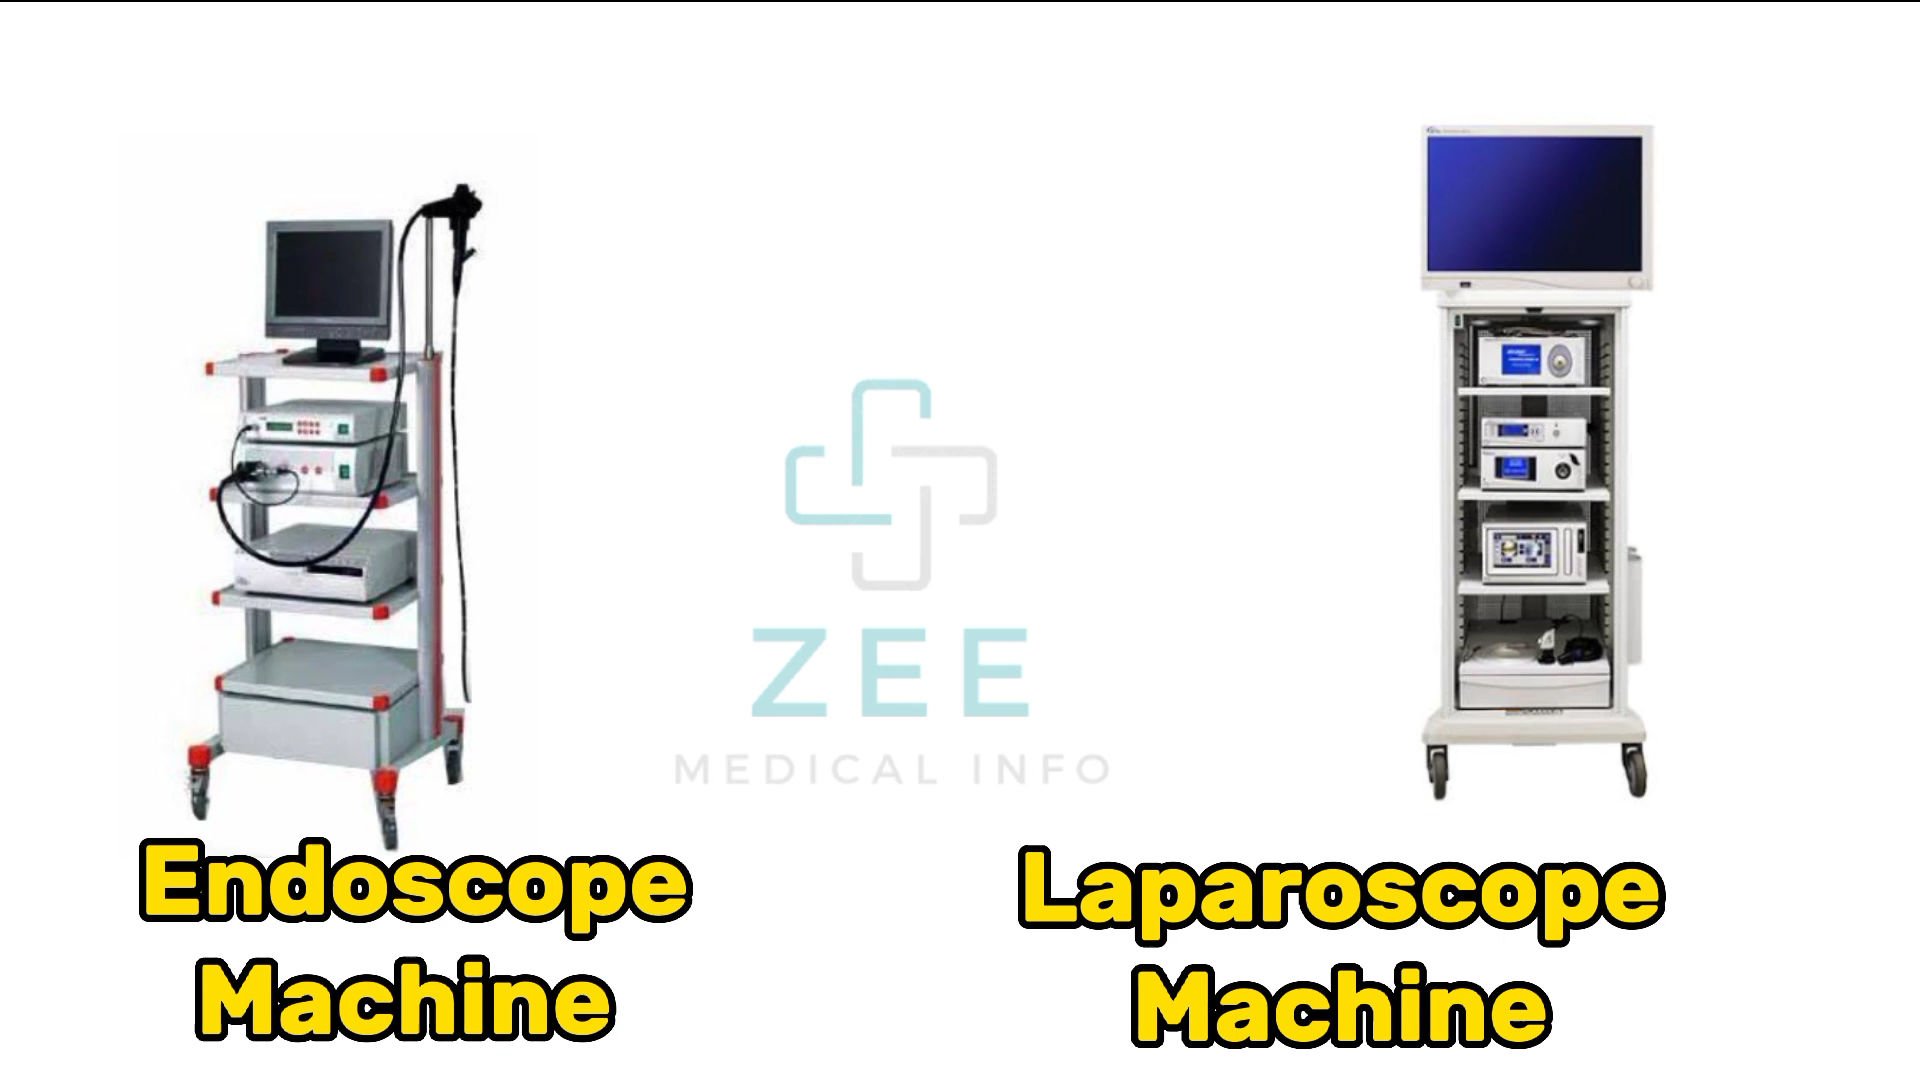 ZEE
MEDICAL INFO
Endoscope
Machine
Laparoscope
Machine